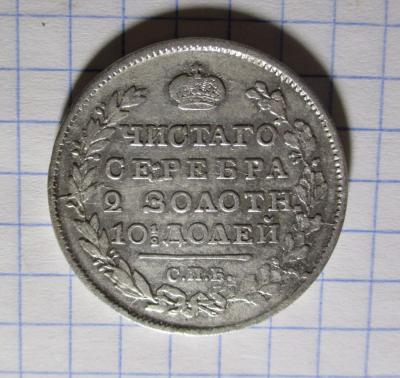 ЧИСТАГО
СЕРЕБРА
2 ЗОЛОТН.
10½ ДОЛЕЙ
С.П.Б.